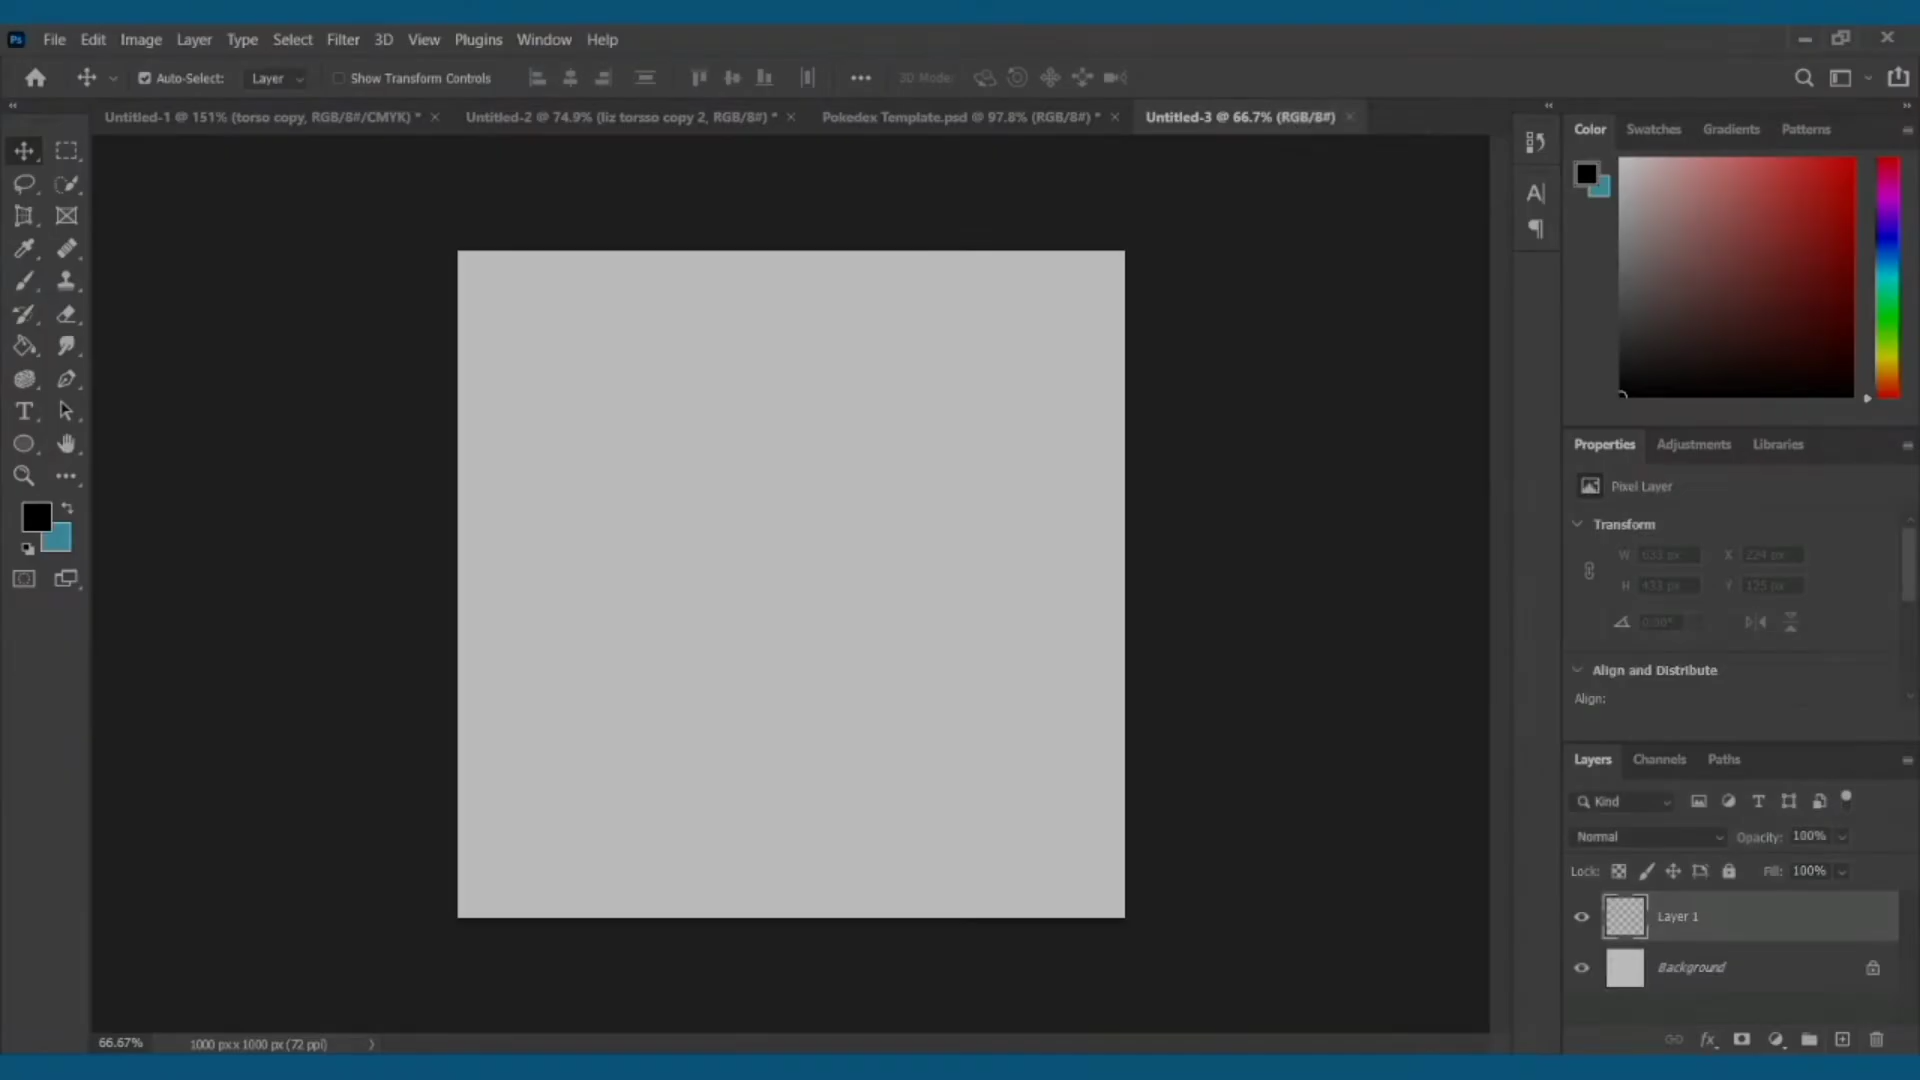 Ps File Edit Image Layer Type Select Filter 3D View Plugins Window Help
Auto-Select: Layer Show Transform Controls 3D Mode:
Untitled-1 @ 151% (torso copy, RGB/8#/CMYK) * Untitled-2 @ 74.9% (liz torsso copy 2, RGB/8#) * Pokedex Template.psd @ 97.8% (RGB/8#) * Untitled-3 @ 66.7% (RGB/8#)
Color Swatches Gradients Patterns
Properties Adjustments Libraries
Pixel Layer
Transform
W 633 px X 224 px
H 433 px Y 125 px
0.00°
Align and Distribute
Align:
Layers Channels Paths
Kind
Normal Opacity: 100%
Lock: Fill: 100%
Layer 1
Background
fx
66.67% 1000 px x 1000 px (72 ppi)